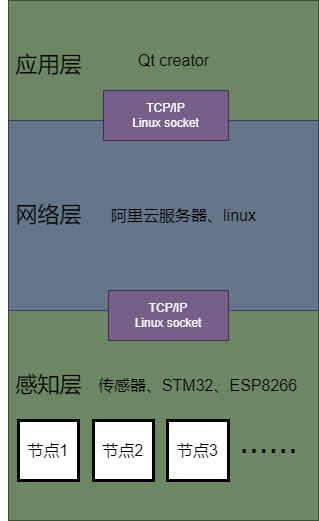 应用层 Qt creator
TCP/IP
Linux socket
网络层 阿里云服务器、linux
TCP/IP
Linux socket
感知层 传感器、STM32、ESP8266
节点1 节点2 节点3 ······